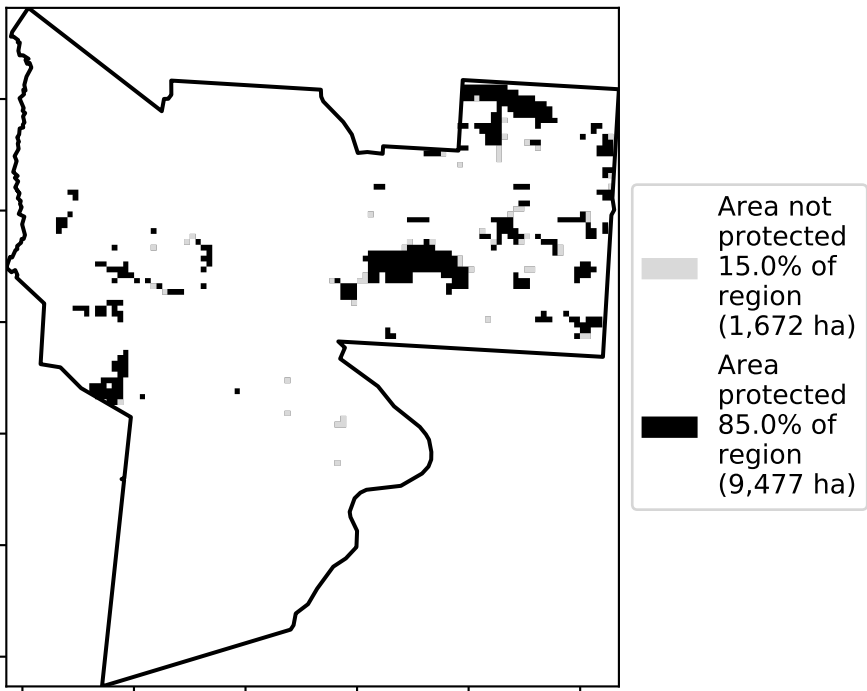 Area not
protected
15.0% of
region
(1,672 ha)
Area
protected
85.0% of
region
(9,477 ha)